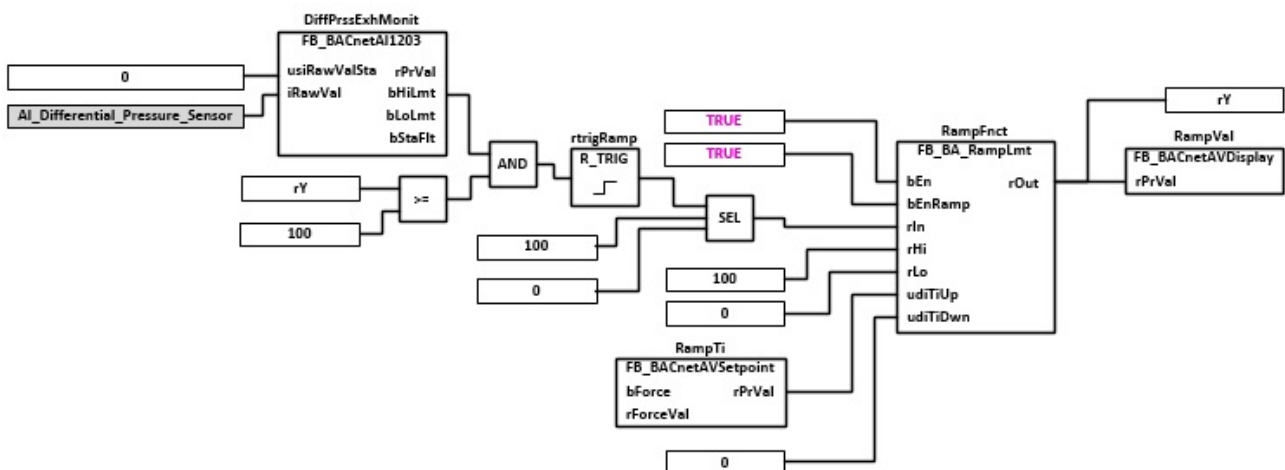 DiffPrssExhMonit
FB_BACnetAI1203
usiRawValSta rPrVal
iRawVal bHiLmt
bLoLmt
bStaFlt
0
AI_Differential_Pressure_Sensor
rY
100
>=
AND
rtrigRamp
R_TRIG
100
0
SEL
TRUE
TRUE
100
0
RampFnct
FB_BA_RampLmt
bEn rOut
bEnRamp
rIn
rHi
rLo
udiTiUp
udiTiDwn
RampTi
FB_BACnetAVSetpoint
bForce rPrVal
rForceVal
0
rY
RampVal
FB_BACnetAVDisplay
rPrVal